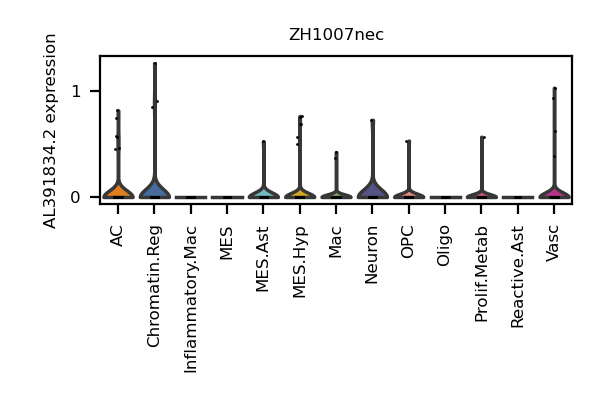 ZH1007nec
AL391834.2 expression
1
0
AC
Chromatin.Reg
Inflammatory.Mac
MES
MES.Ast
MES.Hyp
Mac
Neuron
OPC
Oligo
Prolif.Metab
Reactive.Ast
Vasc